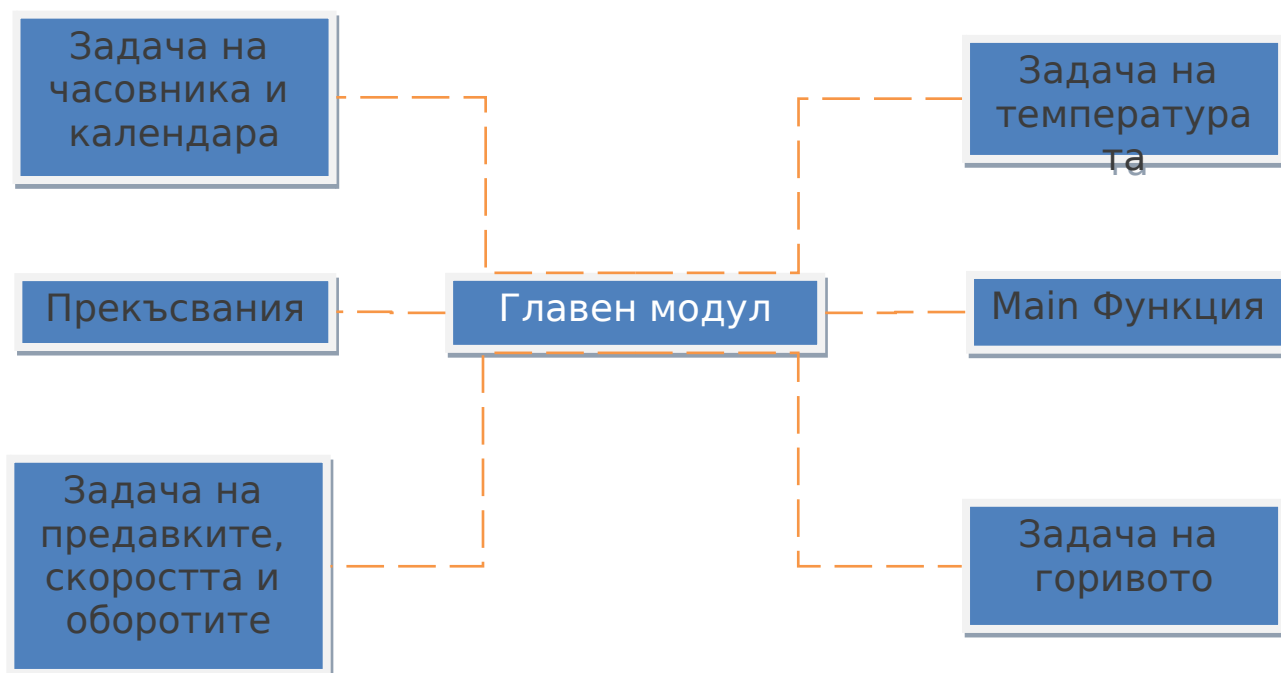 Задача на
часовника и
календара
Задача на
температура
та
Прекъсвания
Главен модул
Main Функция
Задача на
предавките,
скоростта и
оборотите
Задача на
горивото